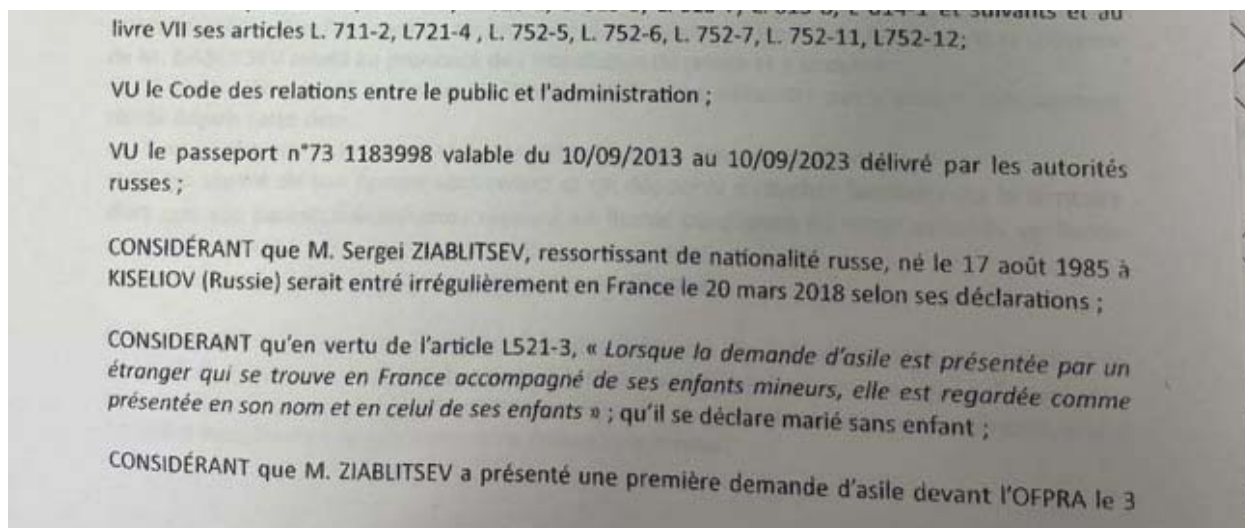 et suivants et au
livre VII ses articles L. 711-2, L721-4 , L. 752-5, L. 752-6, L. 752-7, L. 752-11, L752-12;
VU le Code des relations entre le public et l'administration ;
VU le passeport n°73 1183998 valable du 10/09/2013 au 10/09/2023 délivré par les autorités
russes ;
CONSIDÉRANT que M. Sergei ZIABLITSEV, ressortissant de nationalité russe, né le 17 août 1985 à
KISELIOV (Russie) serait entré irrégulièrement en France le 20 mars 2018 selon ses déclarations ;
CONSIDERANT qu'en vertu de l'article L521-3, « Lorsque la demande d'asile est présentée par un
étranger qui se trouve en France accompagné de ses enfants mineurs, elle est regardée comme
présentée en son nom et en celui de ses enfants » ; qu'il se déclare marié sans enfant ;
CONSIDÉRANT que M. ZIABLITSEV a présenté une première demande d'asile devant l'OFPRA le 3